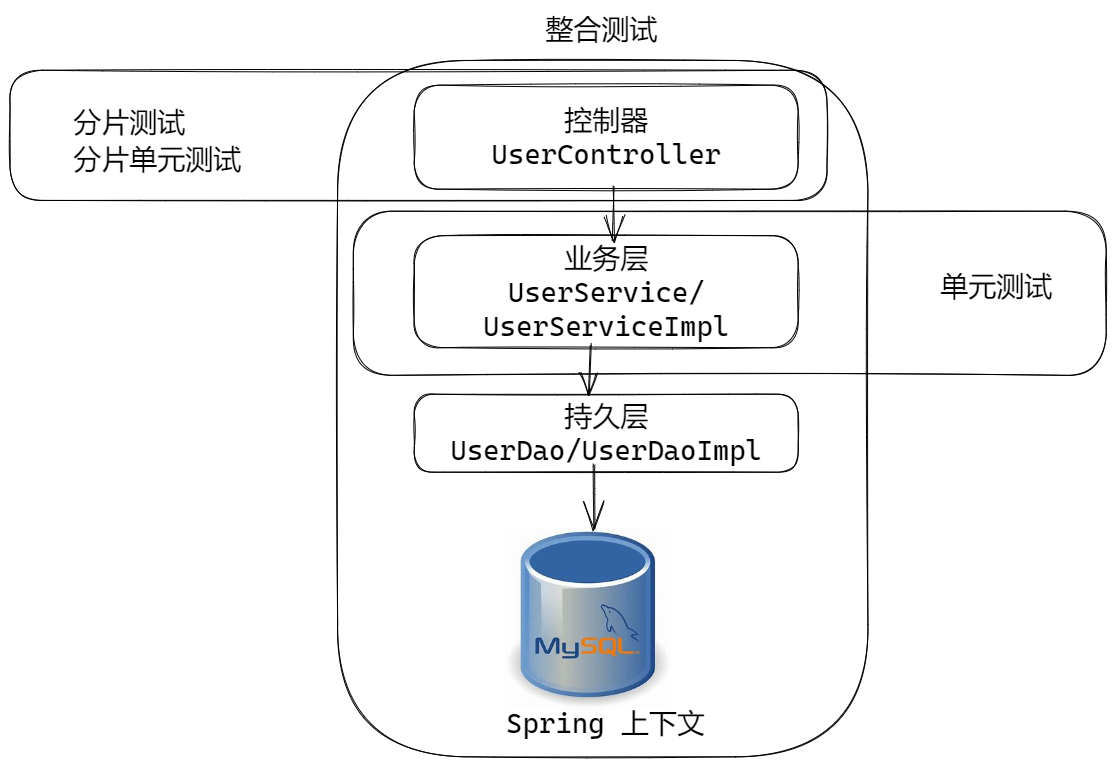 整合测试
分片测试
分片单元测试
控制器
UserController
业务层
UserService/
UserServiceImpl
单元测试
持久层
UserDao/UserDaoImpl
MySQL
Spring 上下文